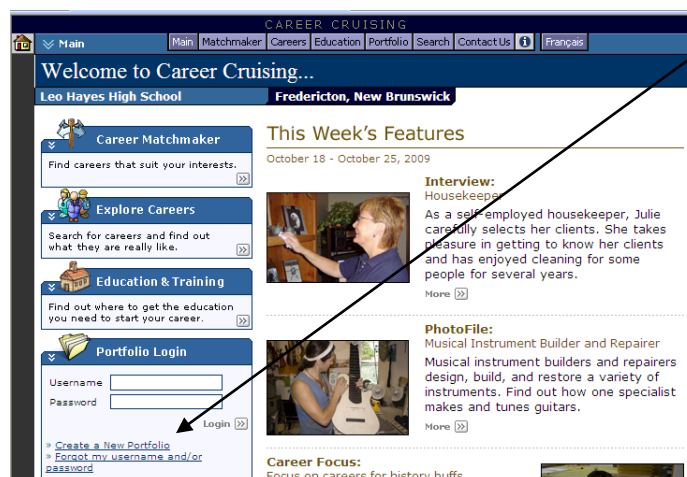 CAREER CRUISING
Main
Main Matchmaker Careers Education Portfolio Search Contact Us i Français
Welcome to Career Cruising...
Leo Hayes High School
Fredericton, New Brunswick
Career Matchmaker
Find careers that suit your interests.
Explore Careers
Search for careers and find out
what they are really like.
Education & Training
Find out where to get the education
you need to start your career.
Portfolio Login
Username
Password
Login
» Create a New Portfolio
» Forgot my username and/or
password
This Week's Features
October 18 - October 25, 2009
Interview:
Housekeeper
As a self-employed housekeeper, Julie
carefully selects her clients. She takes
pleasure in getting to know her clients
and has enjoyed cleaning for some
people for several years.
More
PhotoFile:
Musical Instrument Builder and Repairer
Musical instrument builders and repairers
design, build, and restore a variety of
instruments. Find out how one specialist
makes and tunes guitars.
More
Career Focus:
Focus on careers for history buffs